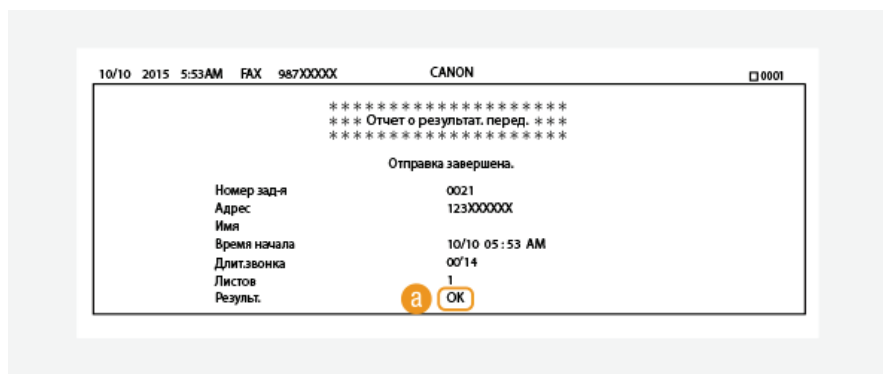 10/10 2015 5:53AM FAX 987XXXXX CANON 0001
********************
*** Отчет о результат. перед. ***
********************
Отправка завершена.
Номер зад-я 0021
Адрес 123XXXXXX
Имя
Время начала 10/10 05:53 AM
Длит.звонка 00'14
Листов 1
Результ. a OK